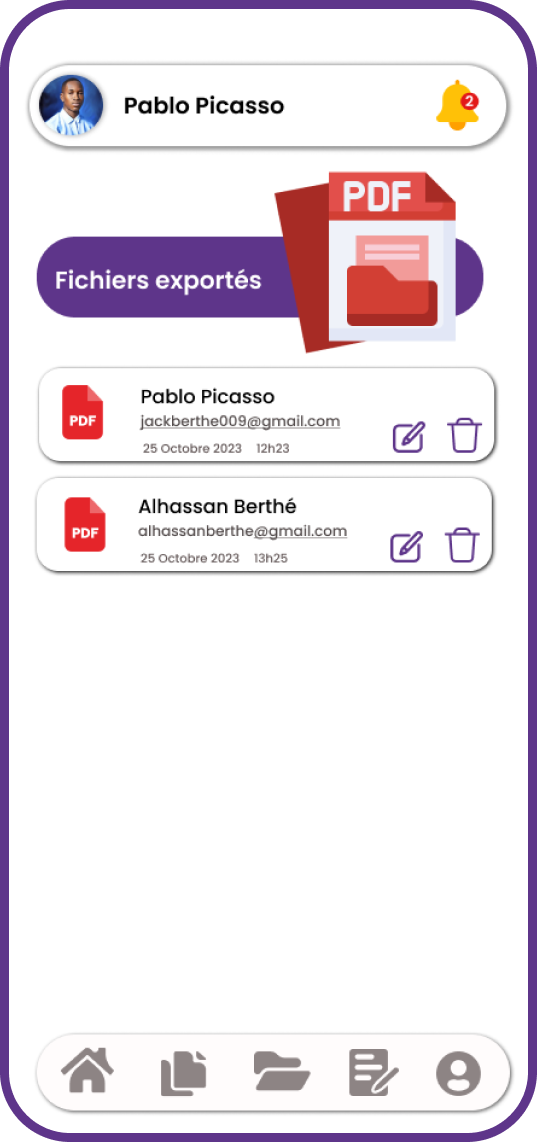 Pablo Picasso
2
PDF
Fichiers exportés
PDF
Pablo Picasso
jackberthe009@gmail.com
25 Octobre 2023 12h23
PDF
Alhassan Berthé
alhassanberthe@gmail.com
25 Octobre 2023 13h25